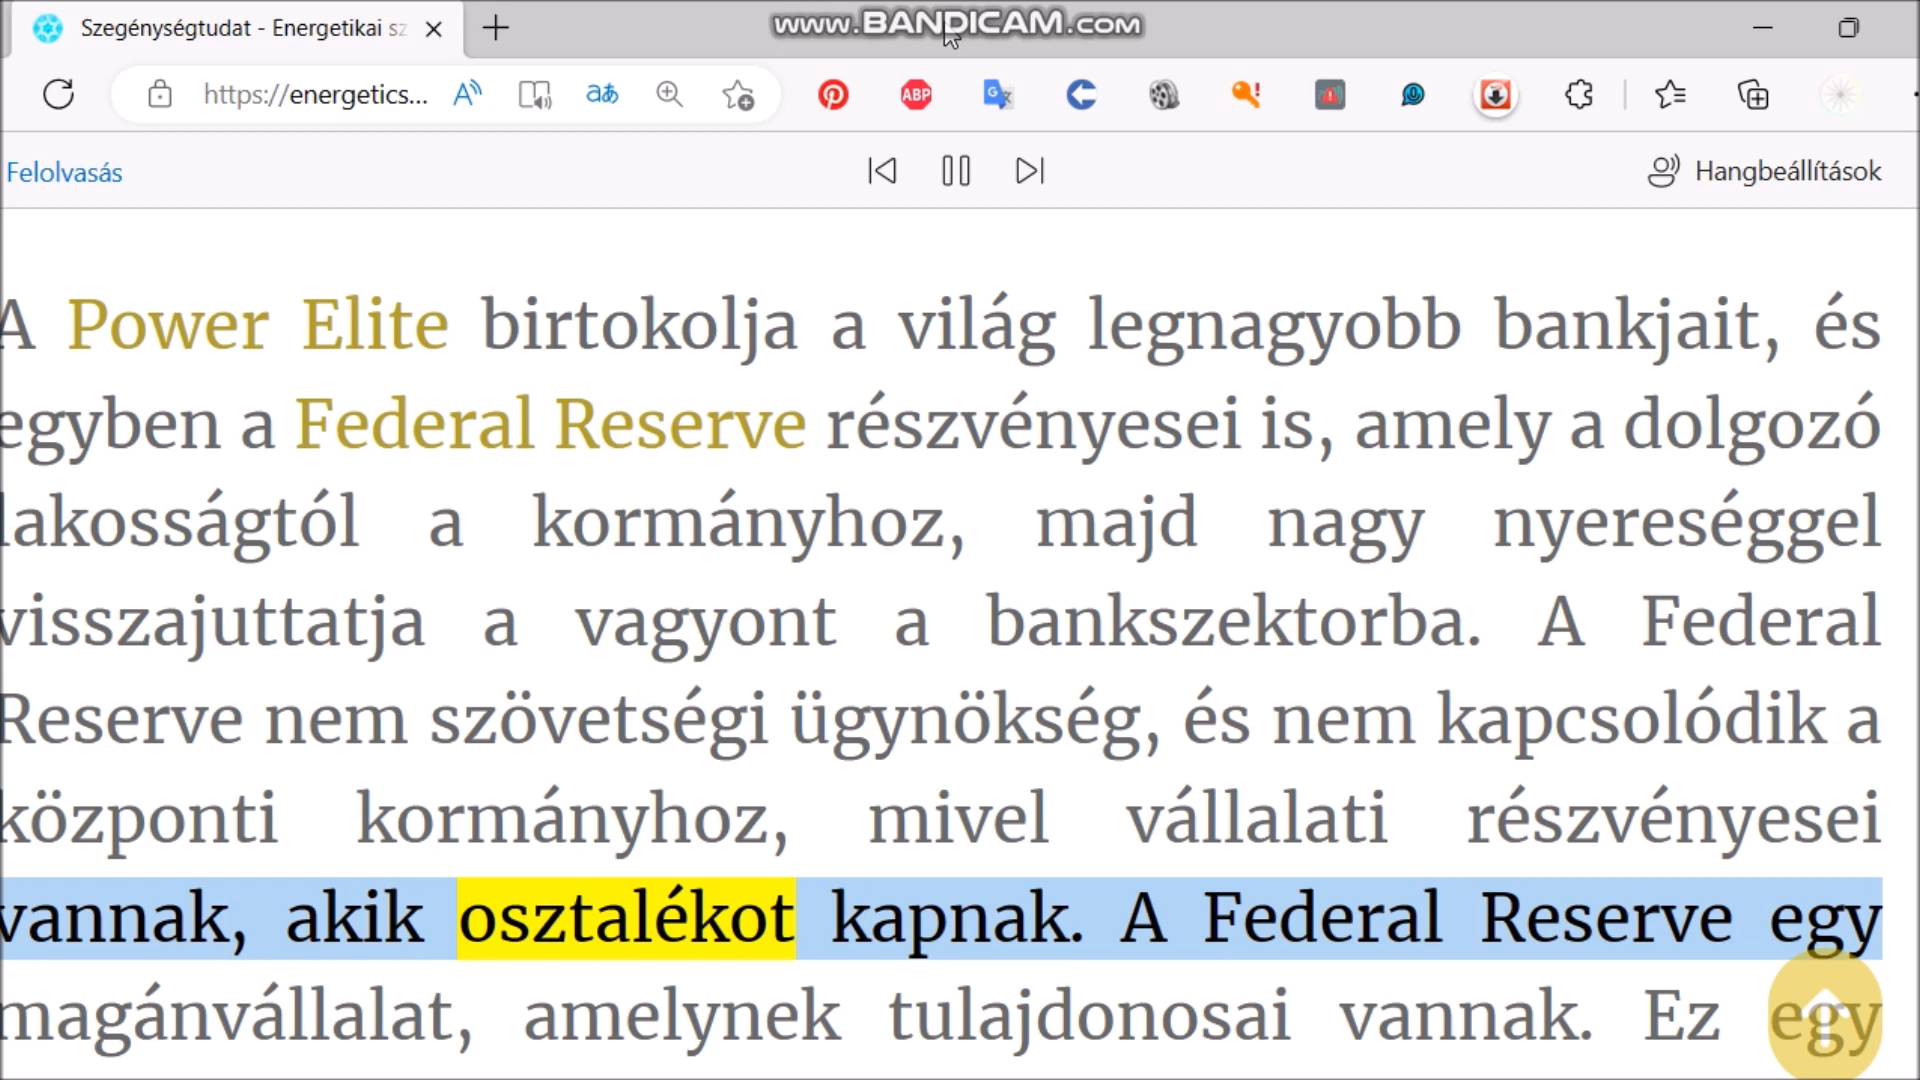 Szegénységtudat - Energetikai sz
www.BANDICAM.com
https://energetics...
ABP
Felolvasás
Hangbeállítások
A Power Elite birtokolja a világ legnagyobb bankjait, és
egyben a Federal Reserve részvényesei is, amely a dolgozó
lakosságtól a kormányhoz, majd nagy nyereséggel
visszajuttatja a vagyont a bankszektorba. A Federal
Reserve nem szövetségi ügynökség, és nem kapcsolódik a
központi kormányhoz, mivel vállalati részvényesei
vannak, akik osztalékot kapnak. A Federal Reserve egy
magánvállalat, amelynek tulajdonosai vannak. Ez egy